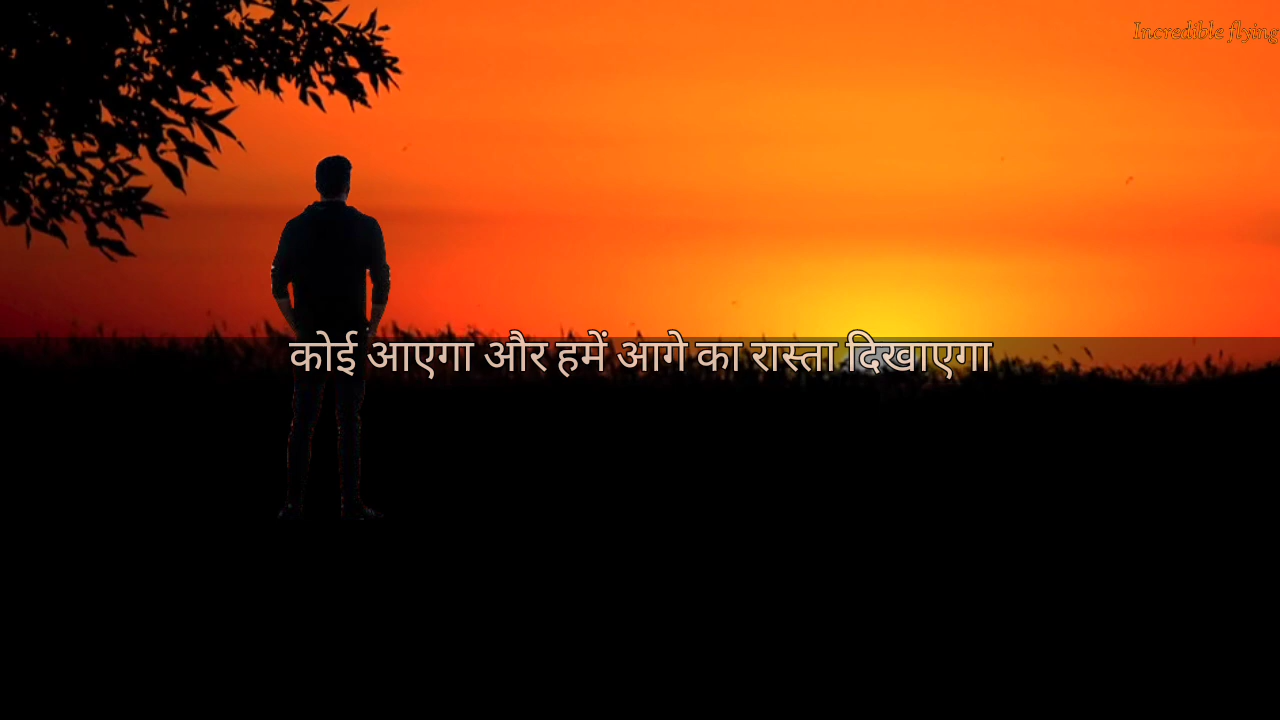 Incredible flying
कोई आएगा और हमें आगे का रास्ता दिखाएगा